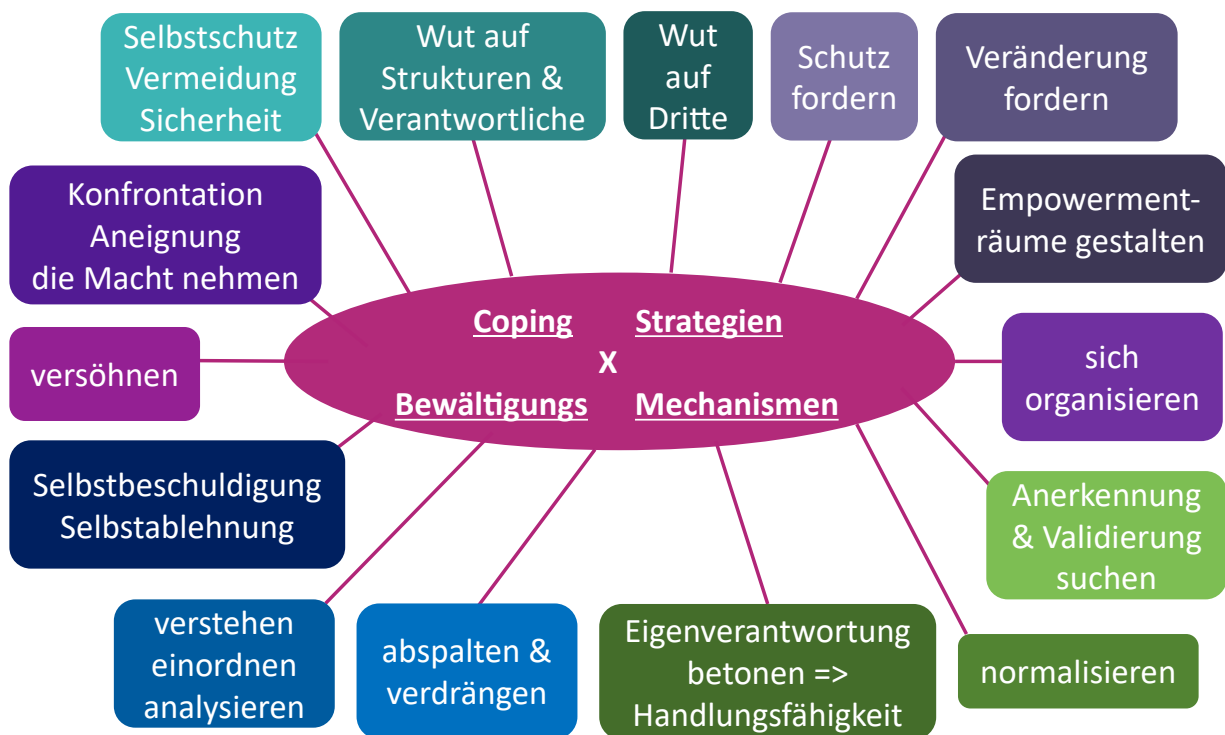 Selbstschutz
Vermeidung
Sicherheit
Wut auf
Strukturen &
Verantwortliche
Wut
auf
Dritte
Schutz
fordern
Veränderung
fordern
Konfrontation
Aneignung
die Macht nehmen
Empowerment-
räume gestalten
Coping Strategien
X
Bewältigungs Mechanismen
versöhnen
sich
organisieren
Selbstbeschuldigung
Selbstablehnung
Anerkennung
& Validierung
suchen
verstehen
einordnen
analysieren
abspalten &
verdrängen
Eigenverantwortung
betonen =>
Handlungsfähigkeit
normalisieren